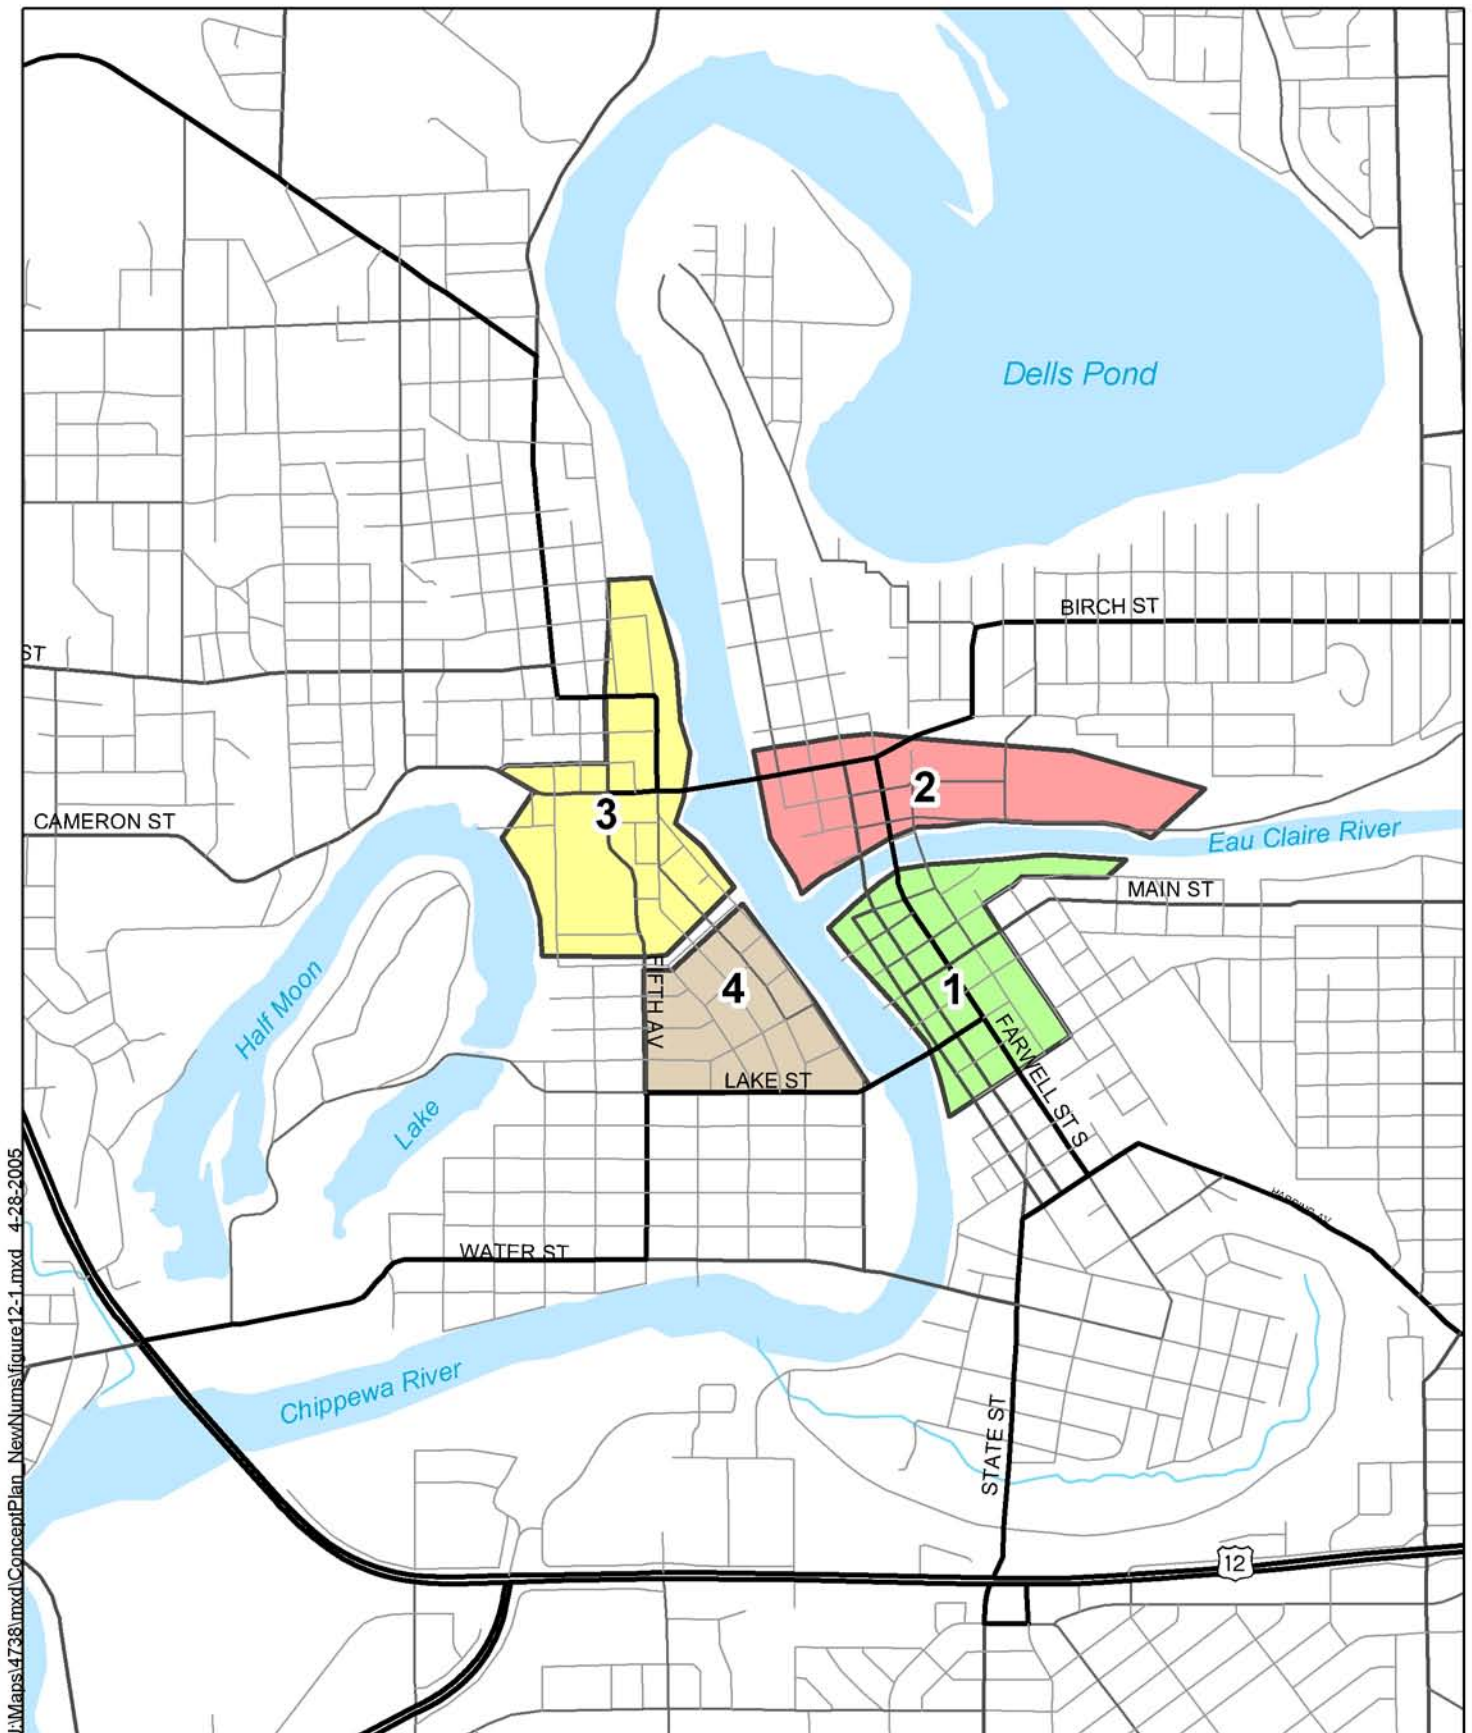 Dells Pond
BIRCH ST
ST
2
3
CAMERON ST
Eau Claire River
MAIN ST
4
1
Half Moon
FIFTH AV
FARWELL ST S
LAKE ST
Lake
WATER ST
Chippewa River
STATE ST
12
:\Maps\4738\mxd\ConceptPlan_NewNums\figure12-1.mxd 4-28-2005